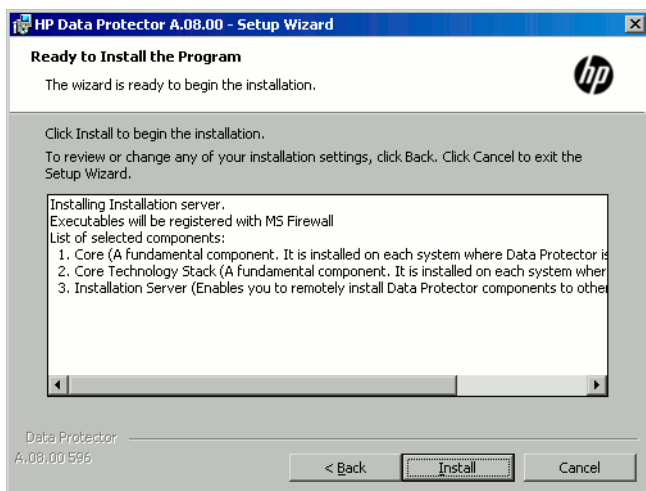 HP Data Protector A.08.00 - Setup Wizard
Ready to Install the Program
The wizard is ready to begin the installation.
hp
Click Install to begin the installation.
To review or change any of your installation settings, click Back. Click Cancel to exit the
Setup Wizard.
Installing Installation server.
Executables will be registered with MS Firewall
List of selected components:
1. Core (A fundamental component. It is installed on each system where Data Protector is
2. Core Technology Stack (A fundamental component. It is installed on each system wher
3. Installation Server (Enables you to remotely install Data Protector components to other
Data Protector
A.08.00 596
< Back Install Cancel